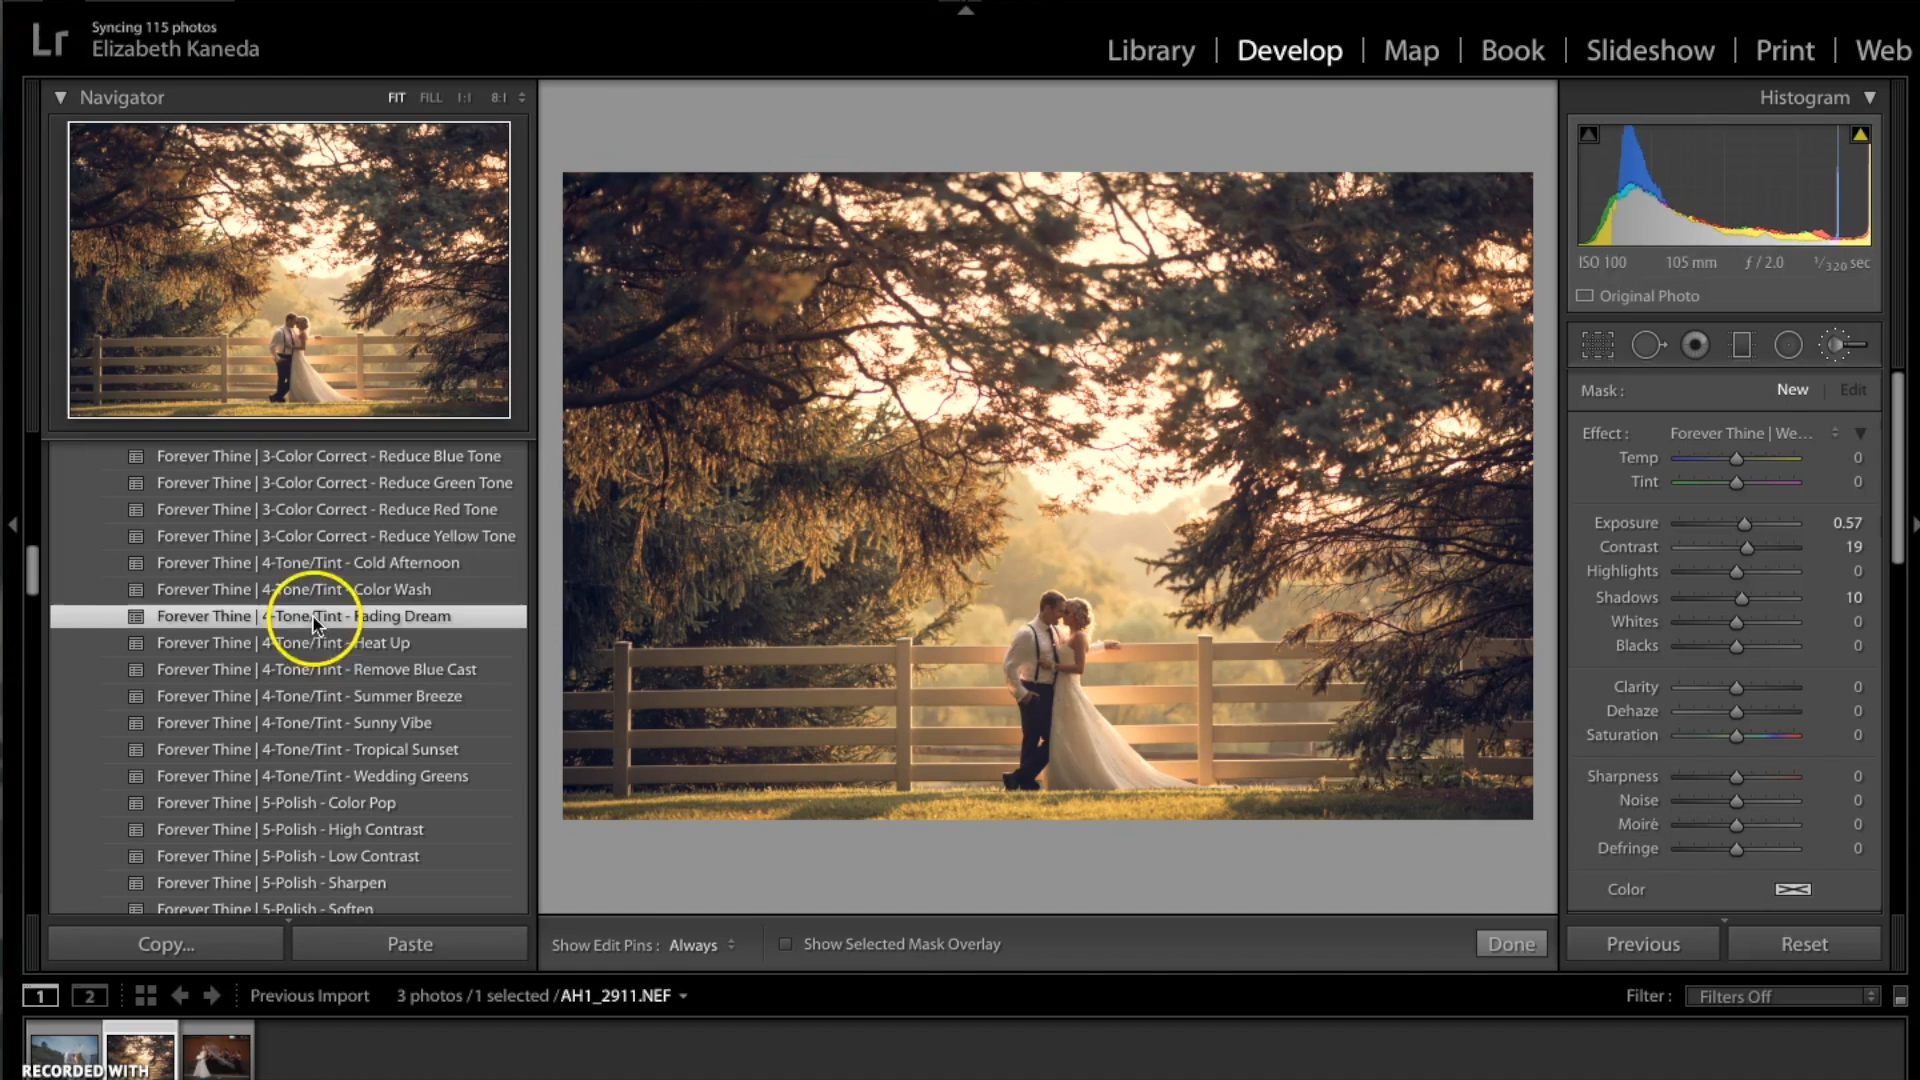 Lr
Syncing 115 photos
Elizabeth Kaneda
Library | Develop | Map | Book | Slideshow | Print | Web
Navigator FIT FILL 1:1 8:1
Forever Thine | 3-Color Correct - Reduce Blue Tone
Forever Thine | 3-Color Correct - Reduce Green Tone
Forever Thine | 3-Color Correct - Reduce Red Tone
Forever Thine | 3-Color Correct - Reduce Yellow Tone
Forever Thine | 4-Tone/Tint - Cold Afternoon
Forever Thine | 4-Tone/Tint - Color Wash
Forever Thine | 4-Tone/Tint - Fading Dream
Forever Thine | 4-Tone/Tint - Heat Up
Forever Thine | 4-Tone/Tint - Remove Blue Cast
Forever Thine | 4-Tone/Tint - Summer Breeze
Forever Thine | 4-Tone/Tint - Sunny Vibe
Forever Thine | 4-Tone/Tint - Tropical Sunset
Forever Thine | 4-Tone/Tint - Wedding Greens
Forever Thine | 5-Polish - Color Pop
Forever Thine | 5-Polish - High Contrast
Forever Thine | 5-Polish - Low Contrast
Forever Thine | 5-Polish - Sharpen
Forever Thine | 5-Polish - Soften
Copy... Paste
Show Edit Pins : Always Show Selected Mask Overlay Done
Histogram
ISO 100 105 mm ƒ / 2.0 1/320 sec
Original Photo
Mask : New | Edit
Effect : Forever Thine | We...
Temp 0
Tint 0
Exposure 0.57
Contrast 19
Highlights 0
Shadows 10
Whites 0
Blacks 0
Clarity 0
Dehaze 0
Saturation 0
Sharpness 0
Noise 0
Moiré 0
Defringe 0
Color
Previous Reset
1 2 Previous Import 3 photos / 1 selected / AH1_2911.NEF Filter : Filters Off
RECORDED WITH